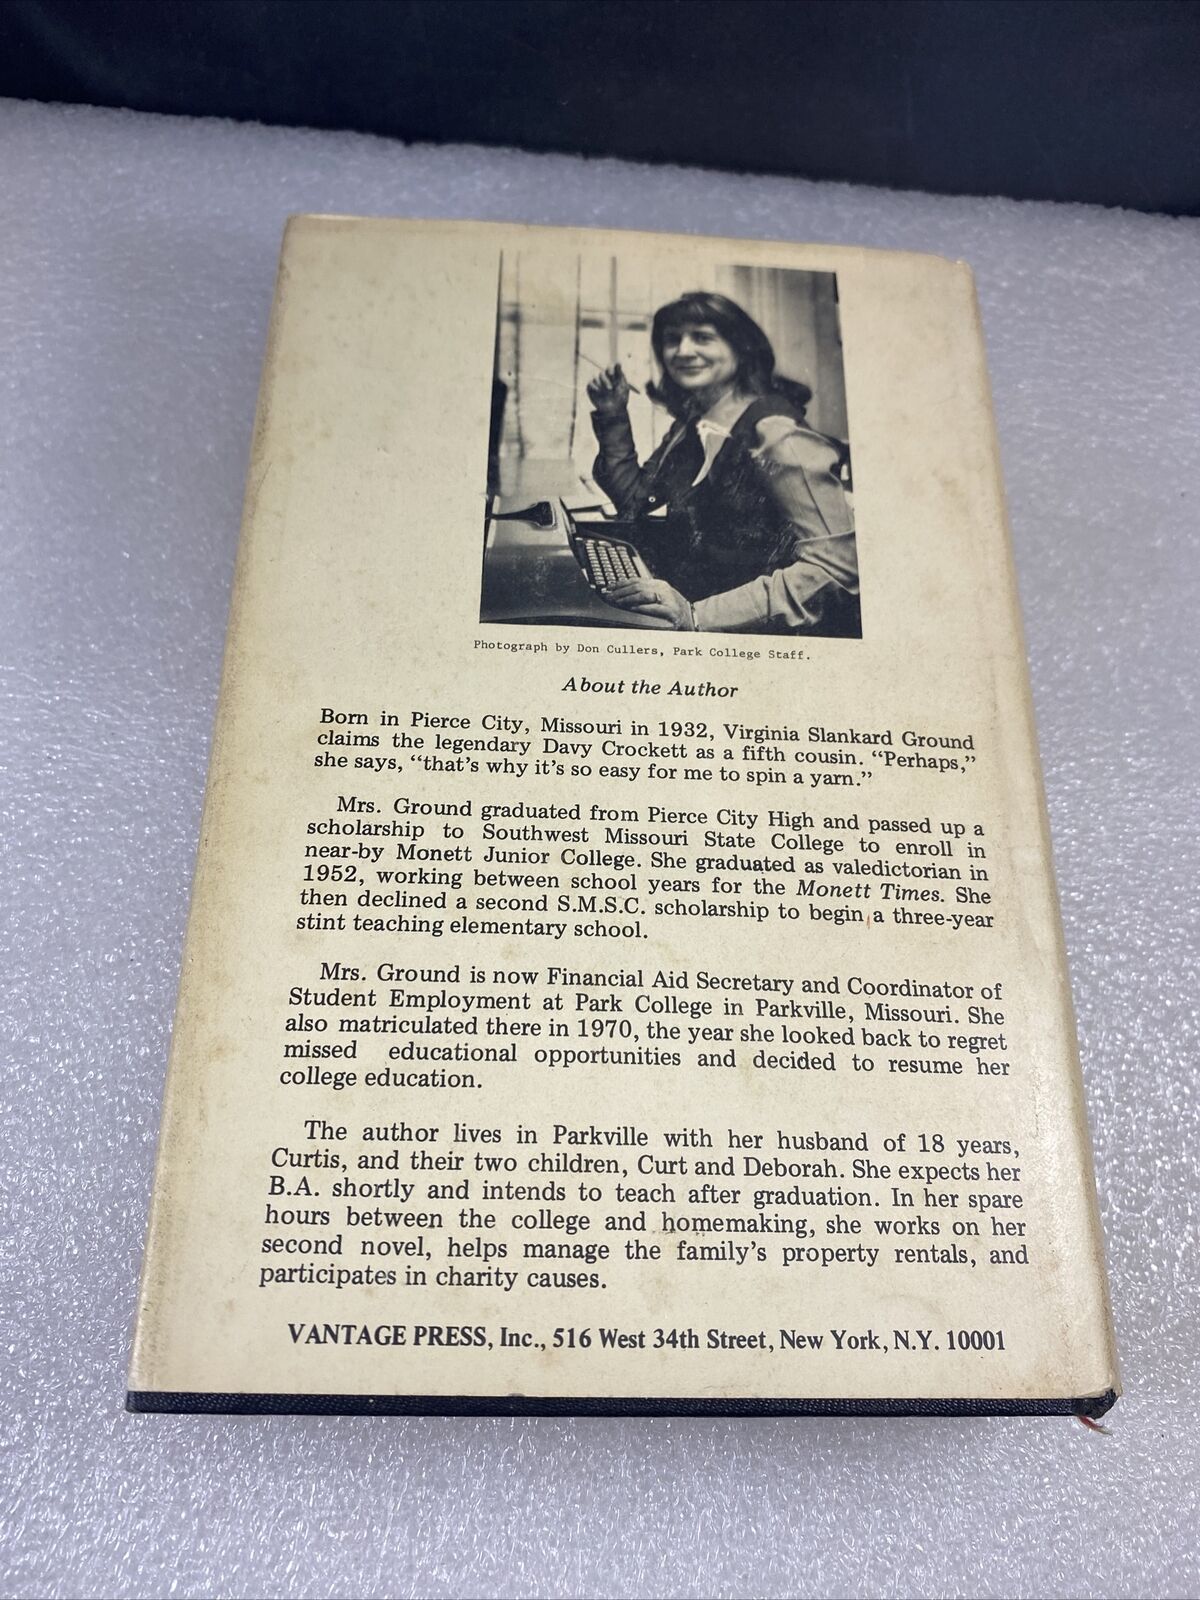 Photograph by Don Cullers, Park College Staff.
About the Author
Born in Pierce City, Missouri in 1932, Virginia Slankard Ground
claims the legendary Davy Crockett as a fifth cousin. “Perhaps,”
she says, “that’s why it’s so easy for me to spin a yarn.”
Mrs. Ground graduated from Pierce City High and passed up a
scholarship to Southwest Missouri State College to enroll in
near-by Monett Junior College. She graduated as valedictorian in
1952, working between school years for the Monett Times. She
then declined a second S.M.S.C. scholarship to begin a three-year
stint teaching elementary school.
Mrs. Ground is now Financial Aid Secretary and Coordinator of
Student Employment at Park College in Parkville, Missouri. She
also matriculated there in 1970, the year she looked back to regret
missed educational opportunities and decided to resume her
college education.
The author lives in Parkville with her husband of 18 years,
Curtis, and their two children, Curt and Deborah. She expects her
B.A. shortly and intends to teach after graduation. In her spare
hours between the college and homemaking, she works on her
second novel, helps manage the family’s property rentals, and
participates in charity causes.
VANTAGE PRESS, Inc., 516 West 34th Street, New York, N.Y. 10001